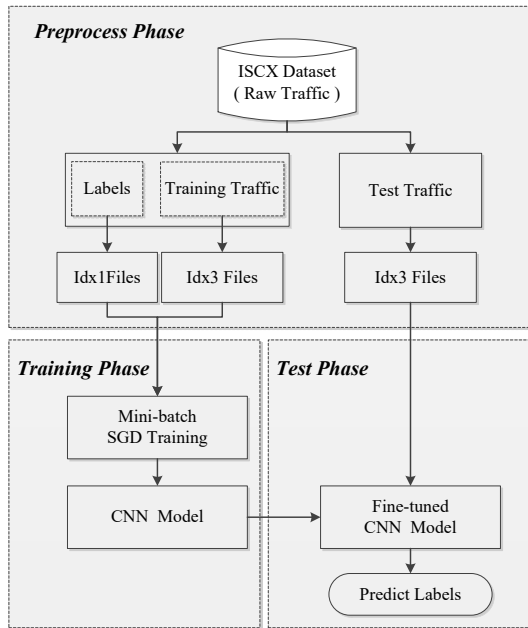 Preprocess Phase
ISCX Dataset
( Raw Traffic )
Labels
Training Traffic
Test Traffic
Idx1Files
Idx3 Files
Idx3 Files
Training Phase
Test Phase
Mini-batch
SGD Training
CNN Model
Fine-tuned
CNN Model
Predict Labels